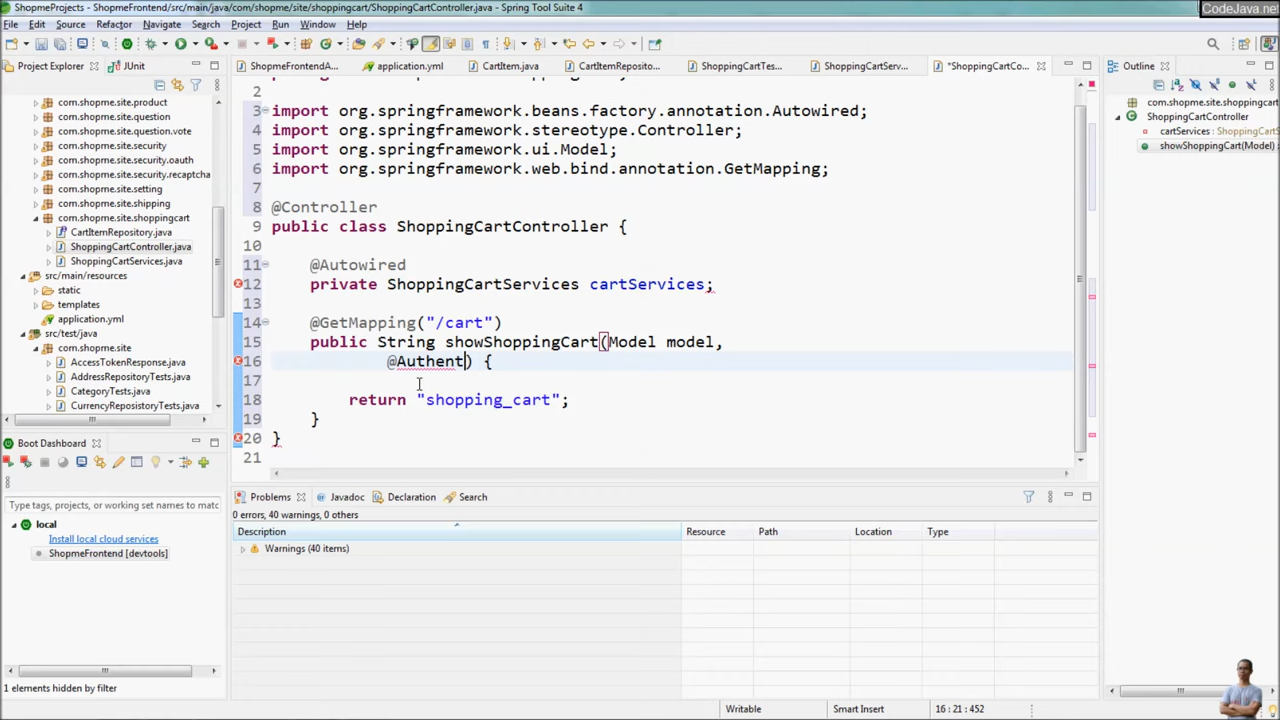 ShopmeProjects - ShopmeFrontend/src/main/java/com/shopme/site/shoppingcart/ShoppingCartController.java - Spring Tool Suite 4
CodeJava.net
File Edit Source Refactor Navigate Search Project Run Window Help
Project Explorer JUnit
ShopmeFrontendA... application.yml CartItem.java CartItemReposito... ShoppingCartTes... ShoppingCartServ... *ShoppingCartCo...
Outline
com.shopme.site.product
com.shopme.site.question
com.shopme.site.question.vote
com.shopme.site.security
com.shopme.site.security.oauth
com.shopme.site.security.recaptcha
com.shopme.site.setting
com.shopme.site.shipping
com.shopme.site.shoppingcart
CartItemRepository.java
ShoppingCartController.java
ShoppingCartServices.java
src/main/resources
static
templates
application.yml
src/test/java
com.shopme.site
AccessTokenResponse.java
AddressRepositoryTests.java
CategoryTests.java
CurrencyRepositoryTests.java
2
3 import org.springframework.beans.factory.annotation.Autowired;
4 import org.springframework.stereotype.Controller;
5 import org.springframework.ui.Model;
6 import org.springframework.web.bind.annotation.GetMapping;
7
8 @Controller
9 public class ShoppingCartController {
10
11 @Autowired
12 private ShoppingCartServices cartServices;
13
14 @GetMapping("/cart")
15 public String showShoppingCart(Model model,
16 @Authent) {
17
18 return "shopping_cart";
19 }
20 }
21
com.shopme.site.shoppingcart
ShoppingCartController
cartServices : ShoppingCartS
showShoppingCart(Model) :
Boot Dashboard
Type tags, projects, or working set names to matc
local
Install local cloud services
ShopmeFrontend [devtools]
Problems Javadoc Declaration Search
0 errors, 40 warnings, 0 others
Description Resource Path Location Type
Warnings (40 items)
1 elements hidden by filter
Writable Smart Insert 16 : 21 : 452